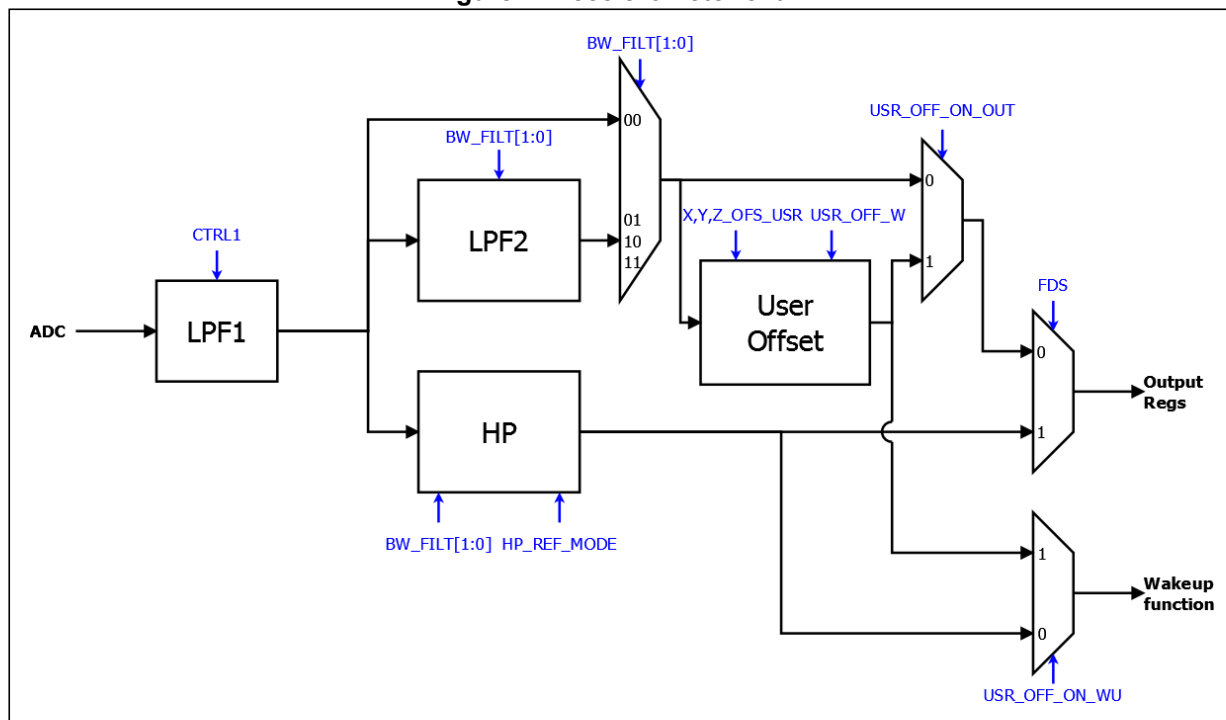 BW_FILT[1:0]
USR_OFF_ON_OUT
00
BW_FILT[1:0]
0
LPF2
01
10
11
X,Y,Z_OFS_USR USR_OFF_W
CTRL1
1
FDS
ADC
LPF1
User
Offset
0
Output
Regs
HP
1
BW_FILT[1:0] HP_REF_MODE
1
Wakeup
function
0
USR_OFF_ON_WU